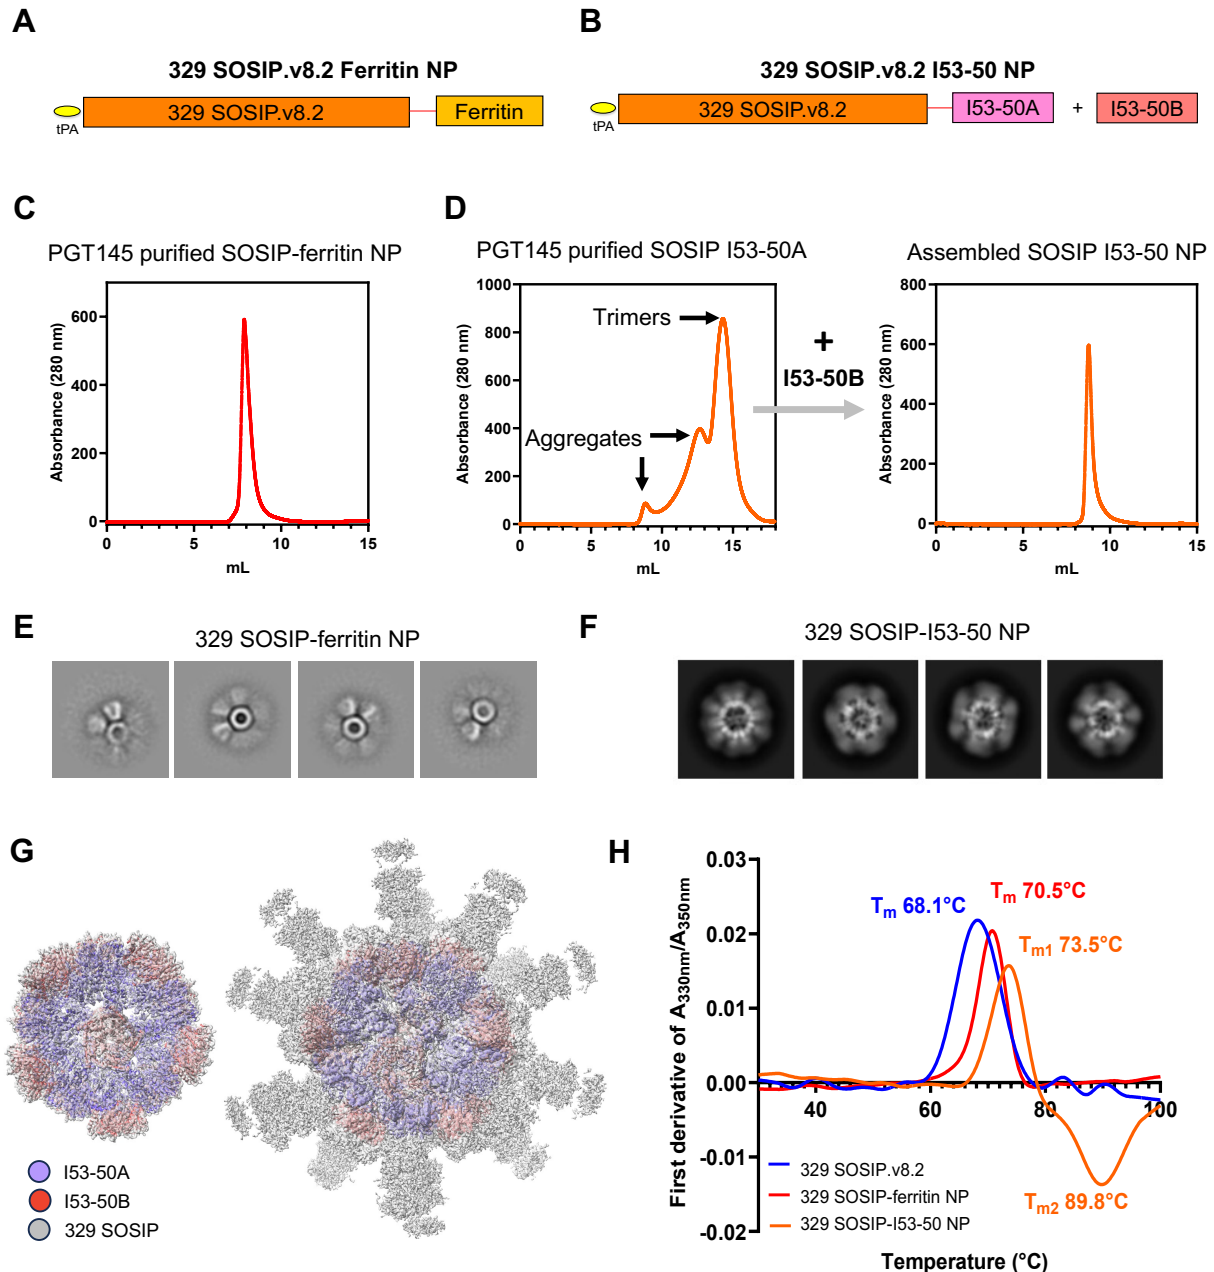 A
329 SOSIP.v8.2 Ferritin NP
tPA
329 SOSIP.v8.2
Ferritin
B
329 SOSIP.v8.2 I53-50 NP
tPA
329 SOSIP.v8.2
I53-50A
+
I53-50B
C
PGT145 purified SOSIP-ferritin NP
Absorbance (280 nm)
600
400
200
0
0 5 10 15
mL
D
PGT145 purified SOSIP I53-50A
Absorbance (280 nm)
1000
800
600
400
200
0
0 5 10 15
mL
Trimers
Aggregates
+
I53-50B
Assembled SOSIP I53-50 NP
Absorbance (280 nm)
800
600
400
200
0
0 5 10 15
mL
E
329 SOSIP-ferritin NP
F
329 SOSIP-I53-50 NP
G
I53-50A
I53-50B
329 SOSIP
H
First derivative of A330nm/A350nm
0.03
0.02
0.01
0.00
-0.01
-0.02
40 60 80 100
Temperature (°C)
Tm 68.1°C
Tm 70.5°C
Tm1 73.5°C
Tm2 89.8°C
329 SOSIP.v8.2
329 SOSIP-ferritin NP
329 SOSIP-I53-50 NP